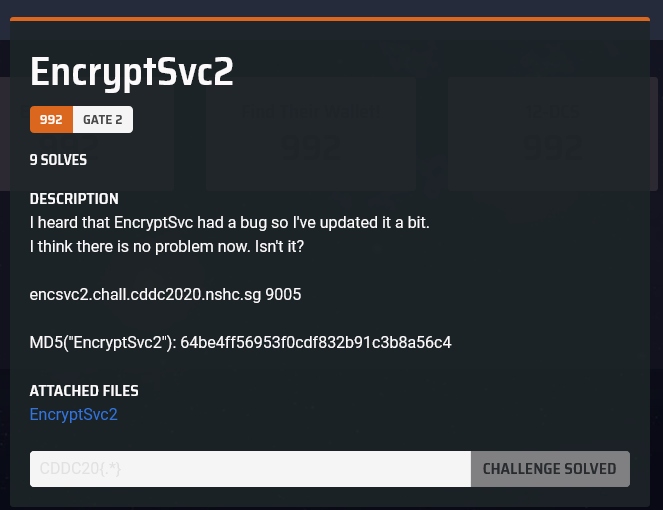 EncryptSvc2
992 GATE 2
9 SOLVES
992 992
DESCRIPTION
I heard that EncryptSvc had a bug so I've updated it a bit.
I think there is no problem now. Isn't it?
encsvc2.chall.cddc2020.nshc.sg 9005
MD5("EncryptSvc2"): 64be4ff56953f0cdf832b91c3b8a56c4
ATTACHED FILES
EncryptSvc2
CDDC20{.*} CHALLENGE SOLVED